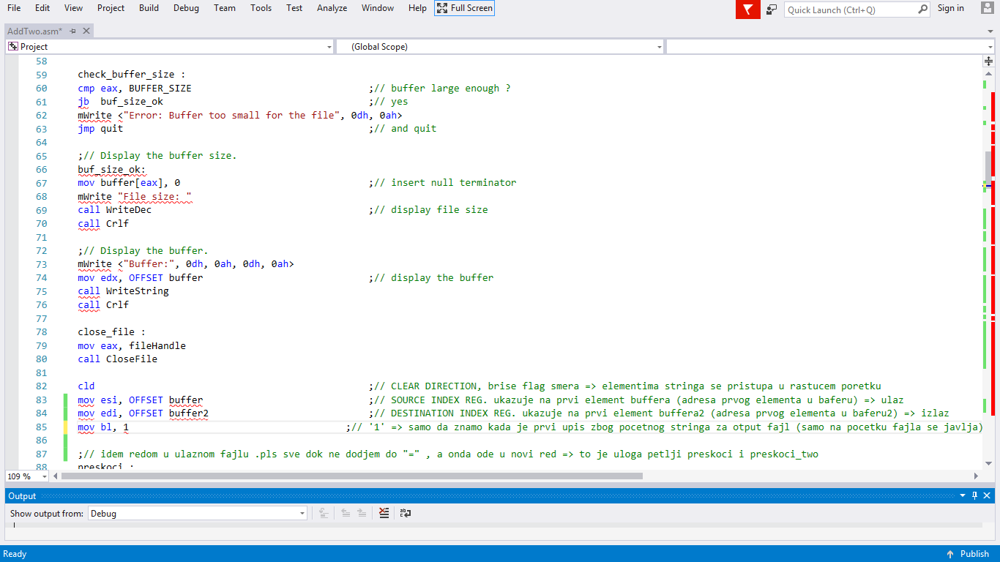 File Edit View Project Build Debug Team Tools Test Analyze Window Help Full Screen Quick Launch (Ctrl+Q) Sign in
AddTwo.asm*
Project (Global Scope)
58
59 check_buffer_size :
60 cmp eax, BUFFER_SIZE ;// buffer large enough ?
61 jb buf_size_ok ;// yes
62 mWrite <"Error: Buffer too small for the file", 0dh, 0ah>
63 jmp quit ;// and quit
64
65 ;// Display the buffer size.
66 buf_size_ok:
67 mov buffer[eax], 0 ;// insert null terminator
68 mWrite "File size: "
69 call WriteDec ;// display file size
70 call Crlf
71
72 ;// Display the buffer.
73 mWrite <"Buffer:", 0dh, 0ah, 0dh, 0ah>
74 mov edx, OFFSET buffer ;// display the buffer
75 call WriteString
76 call Crlf
77
78 close_file :
79 mov eax, fileHandle
80 call CloseFile
81
82 cld ;// CLEAR DIRECTION, brise flag smera => elementima stringa se pristupa u rastucem poretku
83 mov esi, OFFSET buffer ;// SOURCE INDEX REG. ukazuje na prvi element buffera (adresa prvog elementa u baferu) => ulaz
84 mov edi, OFFSET buffer2 ;// DESTINATION INDEX REG. ukazuje na prvi element buffera2 (adresa prvog elementa u baferu2) => izlaz
85 mov bl, 1 ;// '1' => samo da znamo kada je prvi upis zbog pocetnog stringa za otput fajl (samo na pocetku fajla se javlja)
86
87 ;// idem redom u ulaznom fajlu .pls sve dok ne dodjem do "=" , a onda ode u novi red => to je uloga petlji preskoci i preskoci_two
88 preskoci :
109 %
Output
Show output from: Debug
Ready Publish